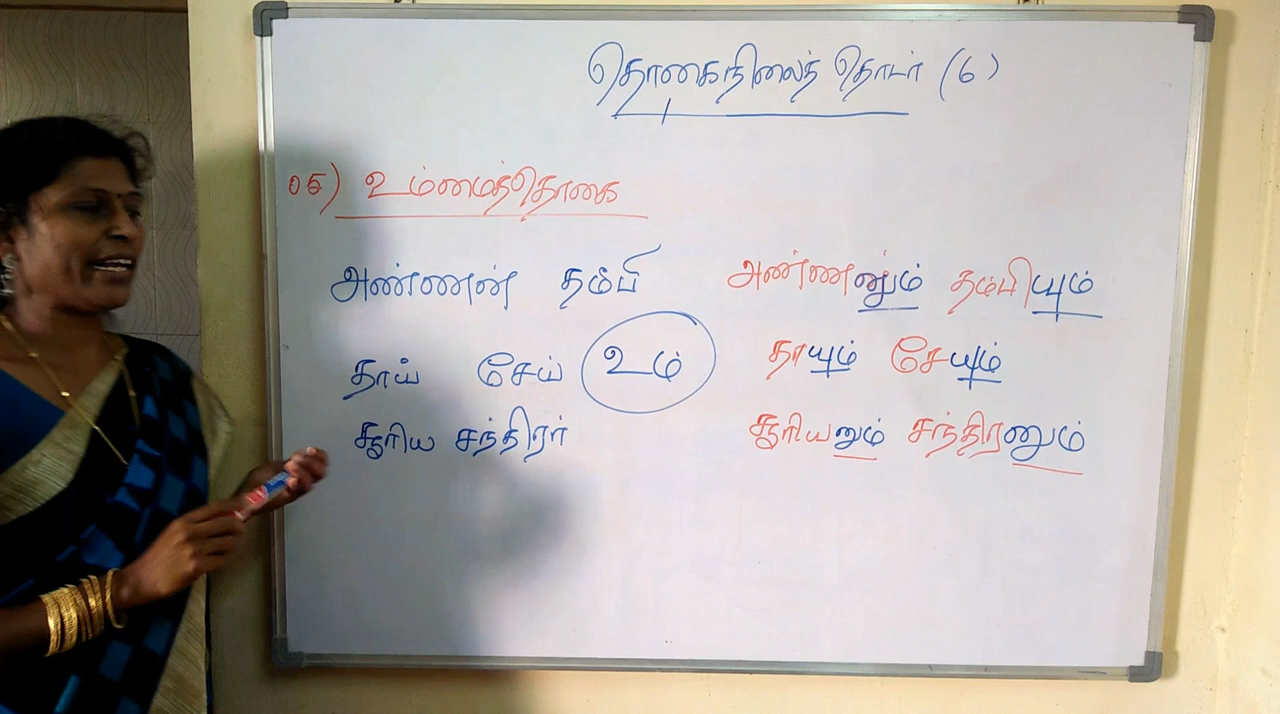 தொகைநிலைத் தொடர் (6)
05) உம்மைத்தொகை
அண்ணன் தம்பி அண்ணனும் தம்பியும்
தாய் சேய் உம் தாயும் சேயும்
சூரிய சந்திரர் சூரியனும் சந்திரனும்